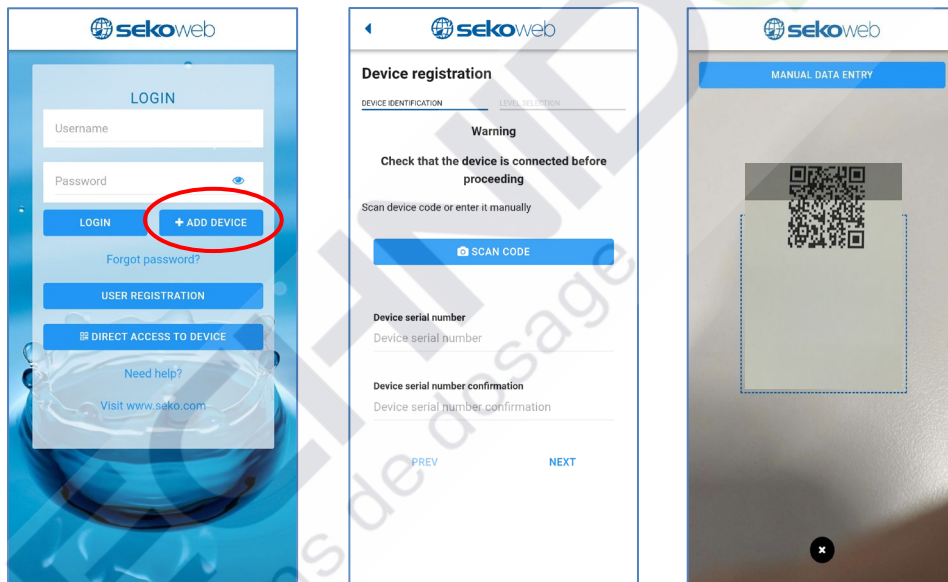 sekoweb
LOGIN
Username
Password
LOGIN
+ ADD DEVICE
Forgot password?
USER REGISTRATION
DIRECT ACCESS TO DEVICE
Need help?
Visit www.seko.com
sekoweb
Device registration
DEVICE IDENTIFICATION
LEVEL SELECTION
Warning
Check that the device is connected before
proceeding
Scan device code or enter it manually
SCAN CODE
Device serial number
Device serial number
Device serial number confirmation
Device serial number confirmation
PREV
NEXT
sekoweb
MANUAL DATA ENTRY
s de dosage